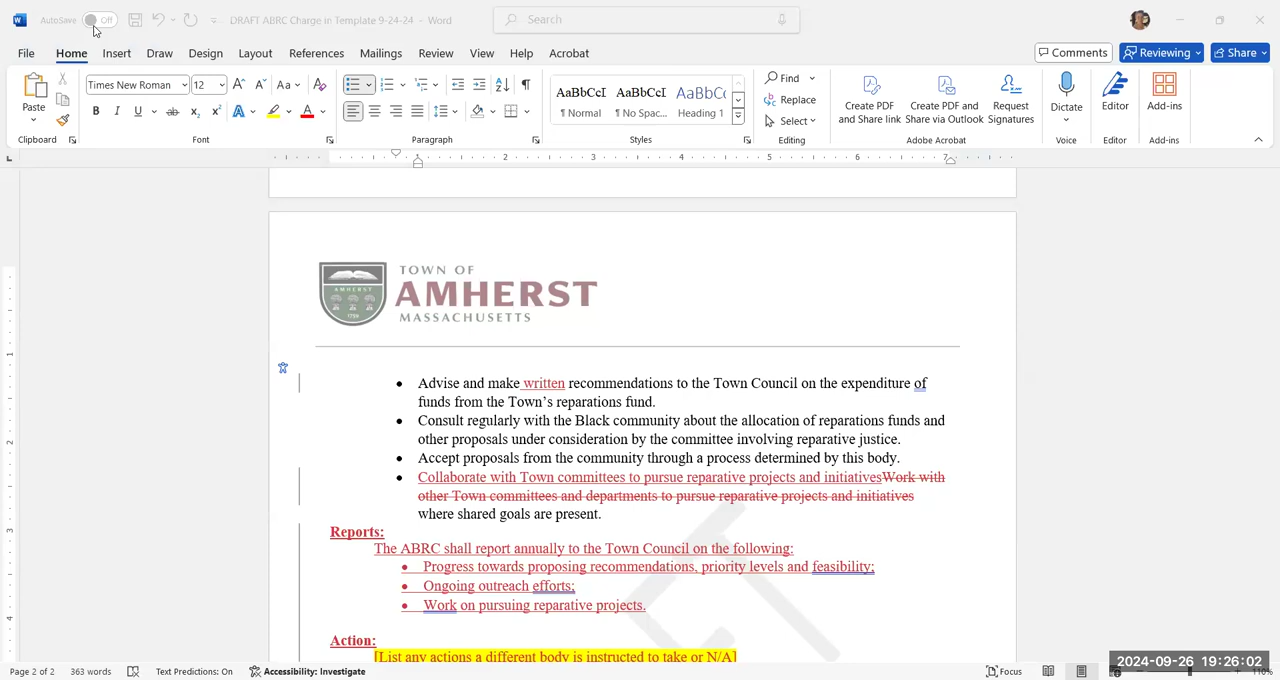 AutoSave Off DRAFT ABRC Charge in Template 9-24-24 - Word Search
File Home Insert Draw Design Layout References Mailings Review View Help Acrobat Comments Reviewing Share
Paste Times New Roman 12 Aa AaBbCcI AaBbCcI AaBbCc Find
Replace
Select
Normal No Spac... Heading 1
Create PDF and Share link Create PDF and Share via Outlook Request Signatures Dictate Editor Add-ins
Clipboard Font Paragraph Styles Editing Adobe Acrobat Voice Editor Add-ins
1 2 3 4 5 6 7
TOWN OF
AMHERST
MASSACHUSETTS
AMHERST
1759
• Advise and make written recommendations to the Town Council on the expenditure of
funds from the Town's reparations fund.
• Consult regularly with the Black community about the allocation of reparations funds and
other proposals under consideration by the committee involving reparative justice.
• Accept proposals from the community through a process determined by this body.
• Collaborate with Town committees to pursue reparative projects and initiativesWork with
other Town committees and departments to pursue reparative projects and initiatives
where shared goals are present.
Reports:
The ABRC shall report annually to the Town Council on the following:
• Progress towards proposing recommendations, priority levels and feasibility;
• Ongoing outreach efforts;
• Work on pursuing reparative projects.
Action:
[List any actions a different body is instructed to take or N/A]
Page 2 of 2 363 words Text Predictions: On Accessibility: Investigate Focus 110%
2024-09-26 19:26:02